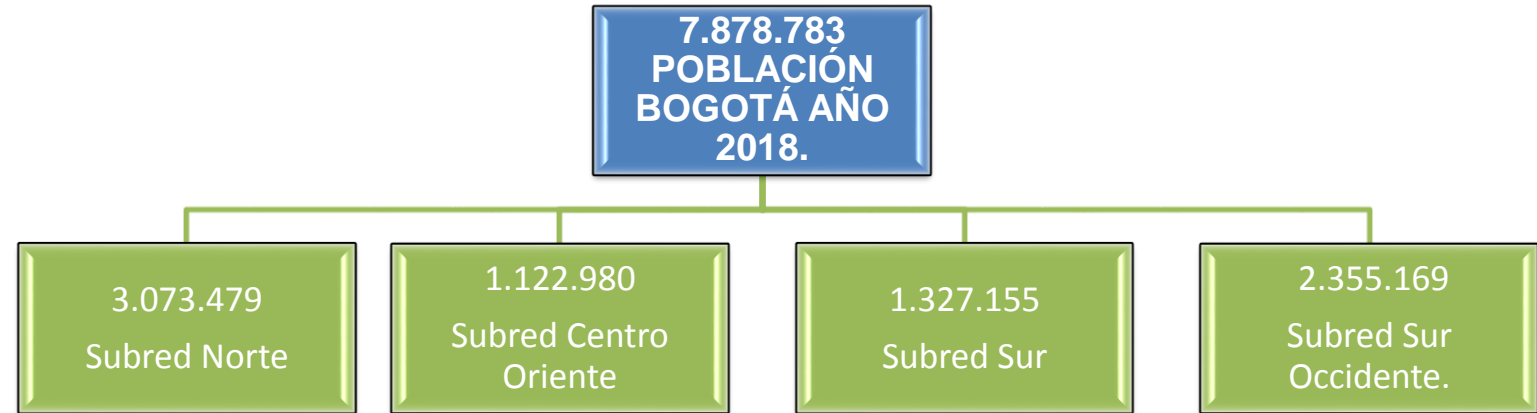 7.878.783
POBLACIÓN
BOGOTÁ AÑO
2018.
3.073.479
Subred Norte
1.122.980
Subred Centro
Oriente
1.327.155
Subred Sur
2.355.169
Subred Sur
Occidente.